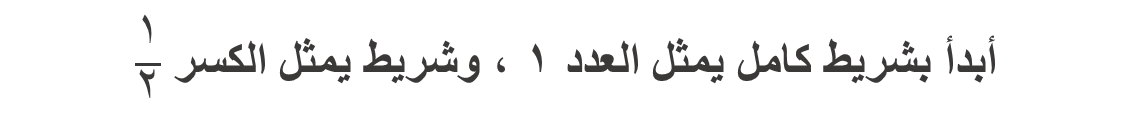 أبدأ بشريط كامل يمثل العدد ١ ، وشريط يمثل الكسر ١/٢